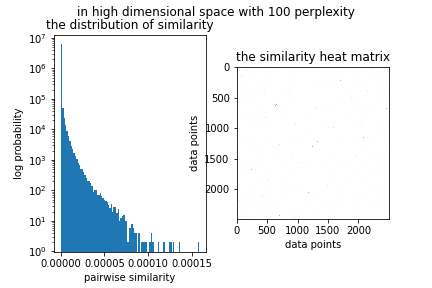 in high dimensional space with 100 perplexity
the distribution of similarity
10^7
10^6
10^5
10^4
10^3
10^2
10^1
10^0
log probability
0.00000 0.00005 0.00010 0.00015
pairwise similarity
the similarity heat matrix
0
500
1000
1500
2000
data points
0 500 1000 1500 2000
data points